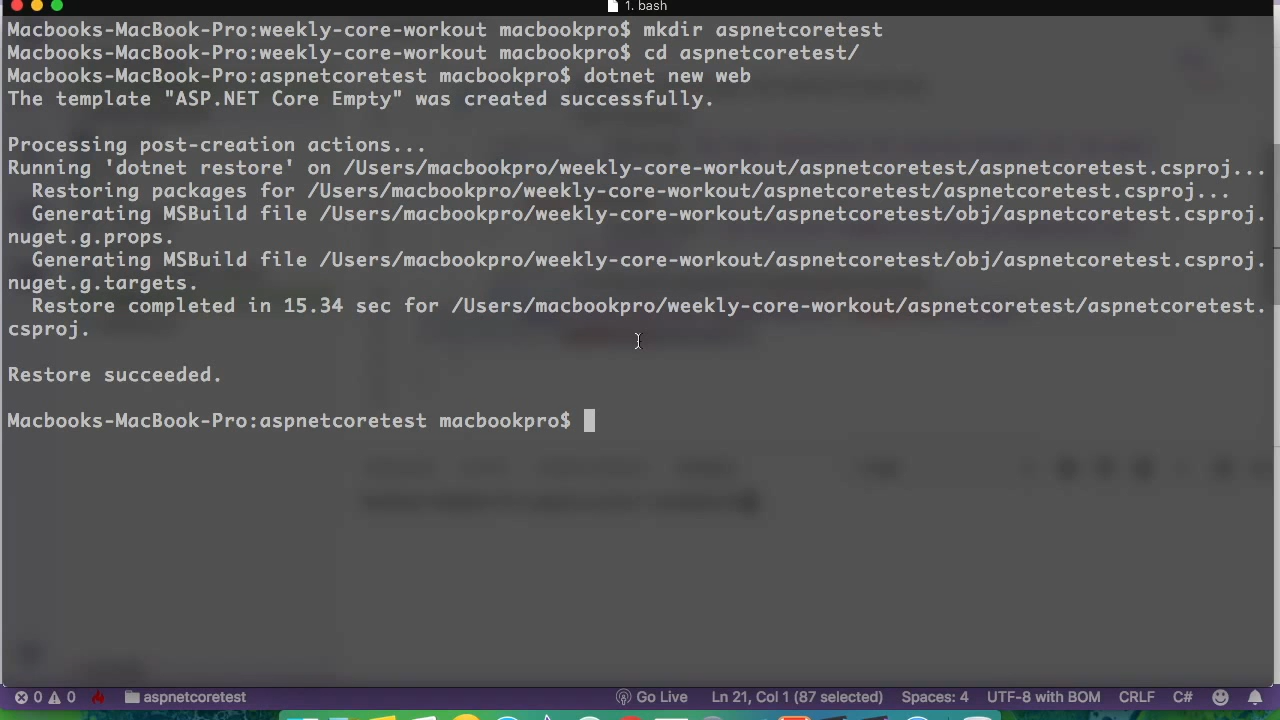 1. bash
Macbooks-MacBook-Pro:weekly-core-workout macbookpro$ mkdir aspnetcoretest
Macbooks-MacBook-Pro:weekly-core-workout macbookpro$ cd aspnetcoretest/
Macbooks-MacBook-Pro:aspnetcoretest macbookpro$ dotnet new web
The template "ASP.NET Core Empty" was created successfully.
Processing post-creation actions...
Running 'dotnet restore' on /Users/macbookpro/weekly-core-workout/aspnetcoretest/aspnetcoretest.csproj...
  Restoring packages for /Users/macbookpro/weekly-core-workout/aspnetcoretest/aspnetcoretest.csproj...
  Generating MSBuild file /Users/macbookpro/weekly-core-workout/aspnetcoretest/obj/aspnetcoretest.csproj.
nuget.g.props.
  Generating MSBuild file /Users/macbookpro/weekly-core-workout/aspnetcoretest/obj/aspnetcoretest.csproj.
nuget.g.targets.
  Restore completed in 15.34 sec for /Users/macbookpro/weekly-core-workout/aspnetcoretest/aspnetcoretest.
csproj.
Restore succeeded.
Macbooks-MacBook-Pro:aspnetcoretest macbookpro$
0 0 aspnetcoretest Go Live Ln 21, Col 1 (87 selected) Spaces: 4 UTF-8 with BOM CRLF C#